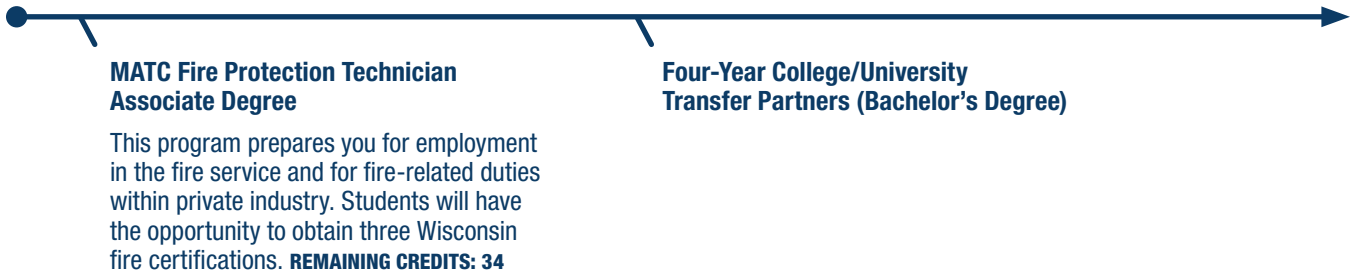 MATC Fire Protection Technician
Associate Degree
This program prepares you for employment
in the fire service and for fire-related duties
within private industry. Students will have
the opportunity to obtain three Wisconsin
fire certifications. REMAINING CREDITS: 34
Four-Year College/University
Transfer Partners (Bachelor’s Degree)